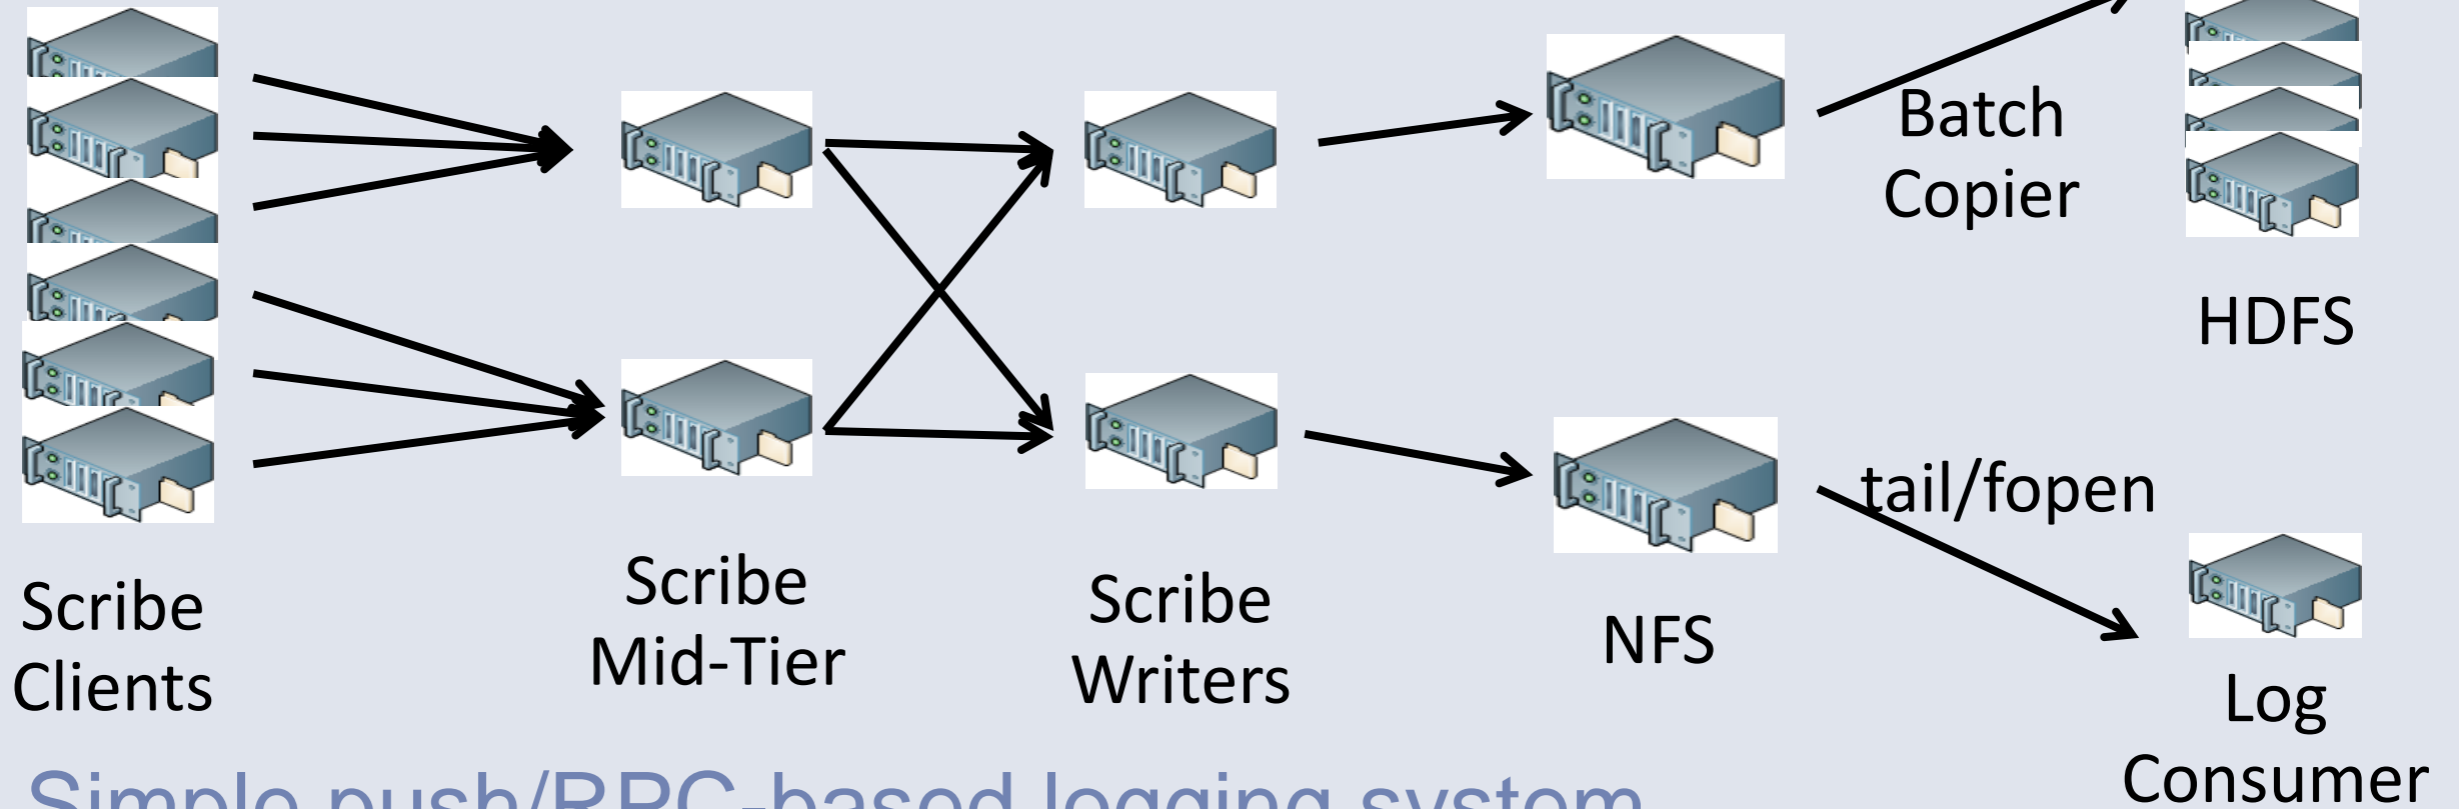 Batch
Copier
HDFS
tail/fopen
Scribe
Clients
Scribe
Mid-Tier
Scribe
Writers
NFS
Log
Consumer
Simple push/RPC-based logging system